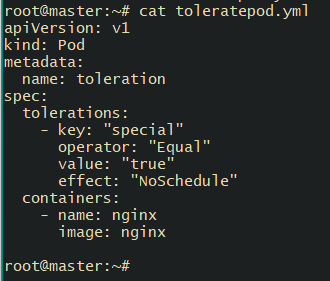 root@master:~# cat toleratepod.yml
apiVersion: v1
kind: Pod
metadata:
  name: toleration
spec:
  tolerations:
    - key: "special"
      operator: "Equal"
      value: "true"
      effect: "NoSchedule"
  containers:
    - name: nginx
      image: nginx

root@master:~#